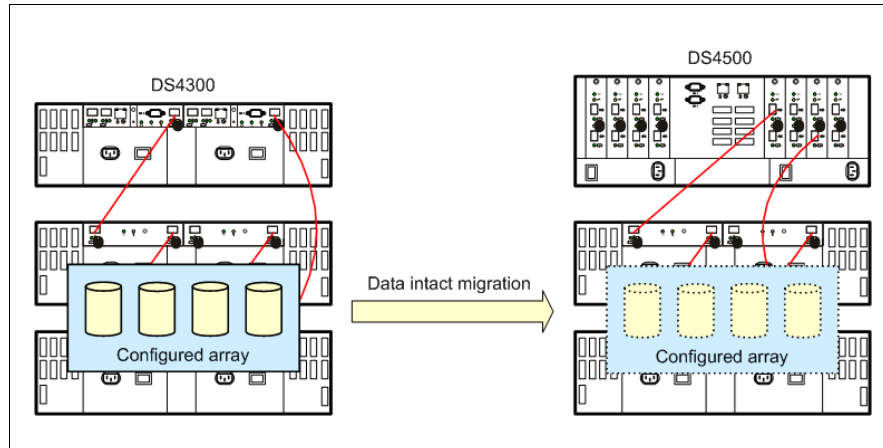 DS4300
DS4500
Data intact migration
Configured array
Configured array